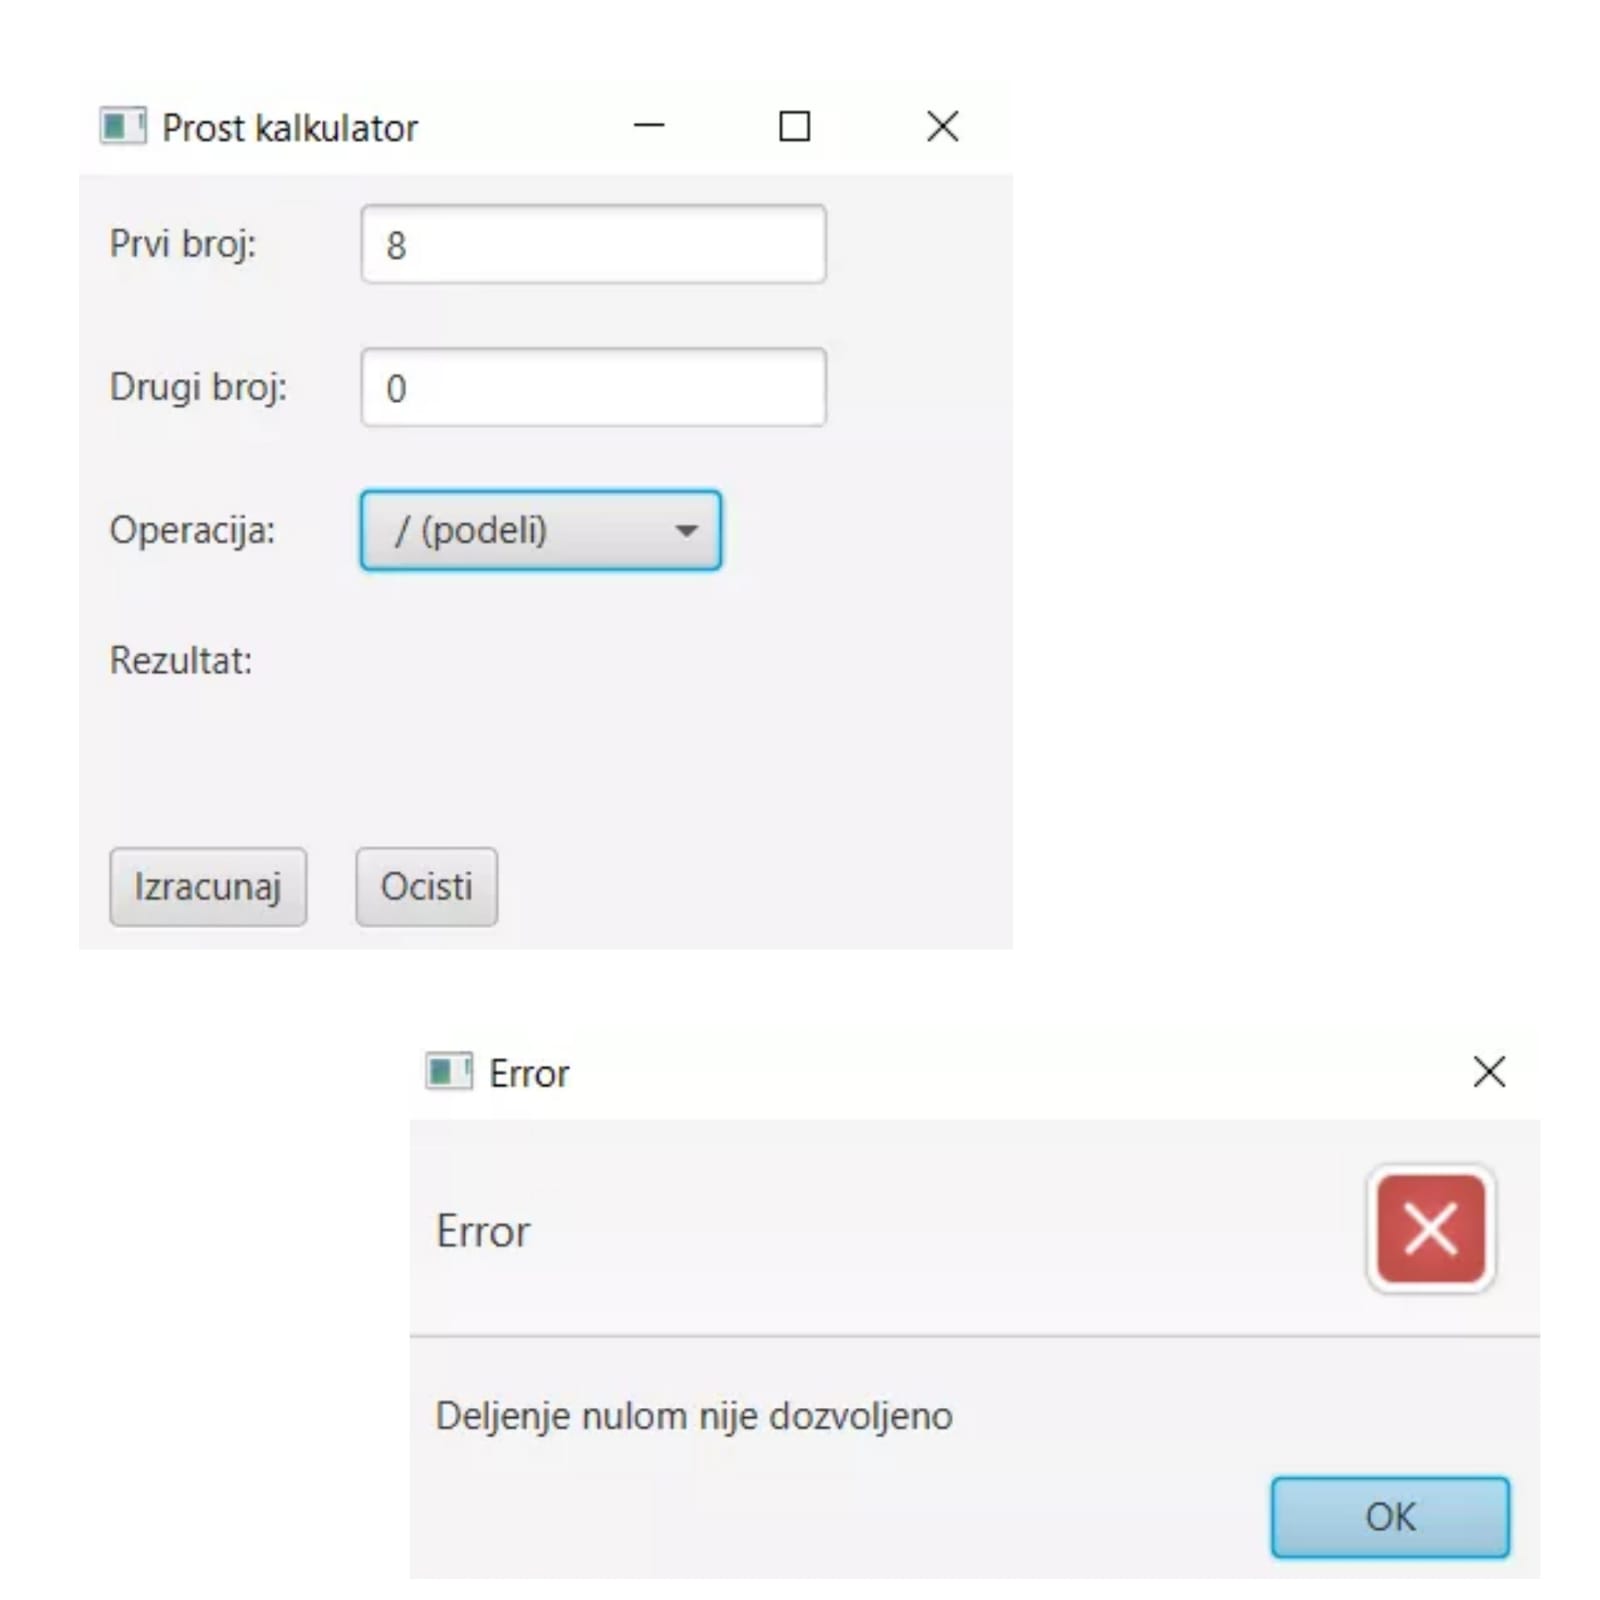 Prost kalkulator
Prvi broj: 8
Drugi broj: 0
Operacija: / (podeli)
Rezultat:
Izracunaj Ocisti
Error
Error
Deljenje nulom nije dozvoljeno
OK